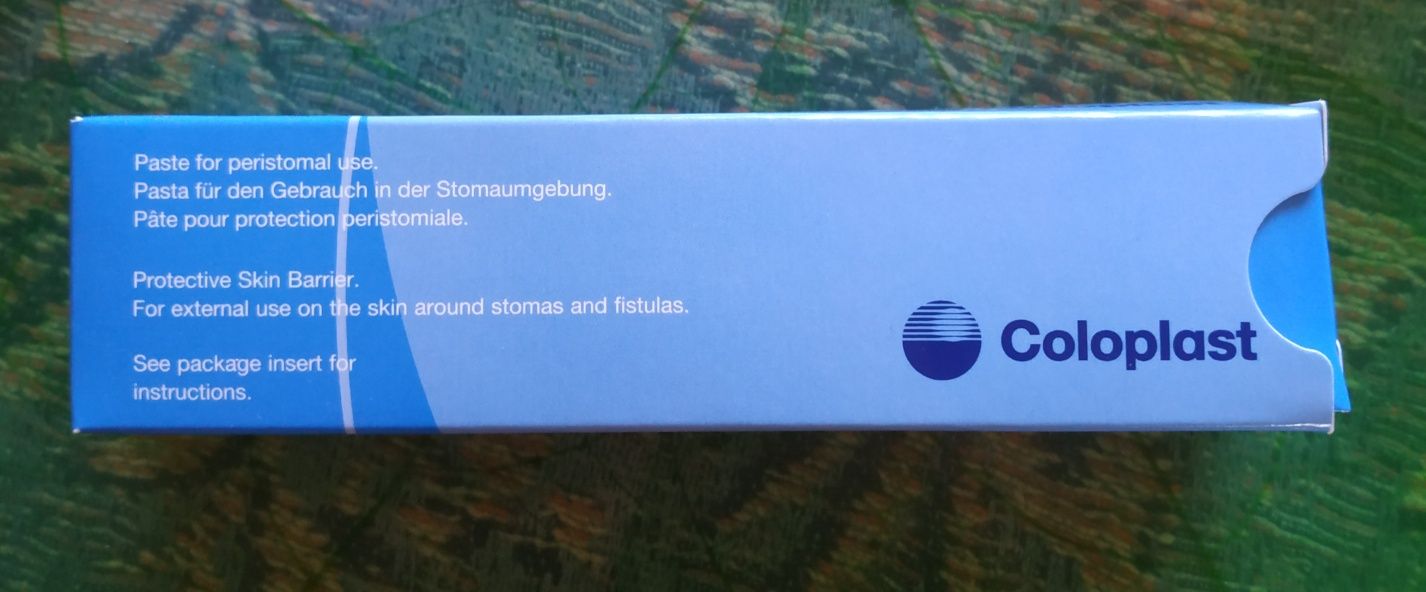 Paste for peristomal use.
Pasta für den Gebrauch in der Stomaumgebung.
Pâte pour protection peristomiale.
Protective Skin Barrier.
For external use on the skin around stomas and fistulas.
See package insert for
instructions.
Coloplast